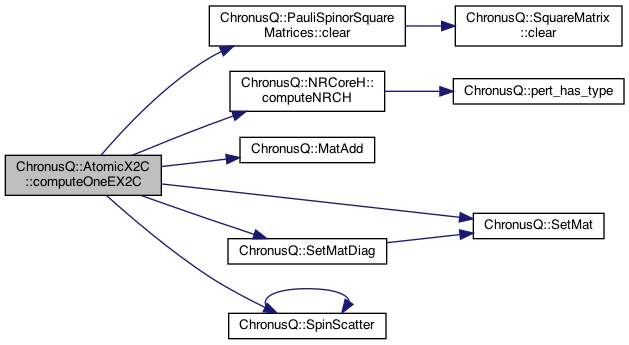 ChronusQ::PauliSpinorSquare
Matrices::clear
ChronusQ::SquareMatrix
::clear
ChronusQ::NRCoreH::
computeNRCH
ChronusQ::pert_has_type
ChronusQ::MatAdd
ChronusQ::AtomicX2C
::computeOneEX2C
ChronusQ::SetMat
ChronusQ::SetMatDiag
ChronusQ::SpinScatter